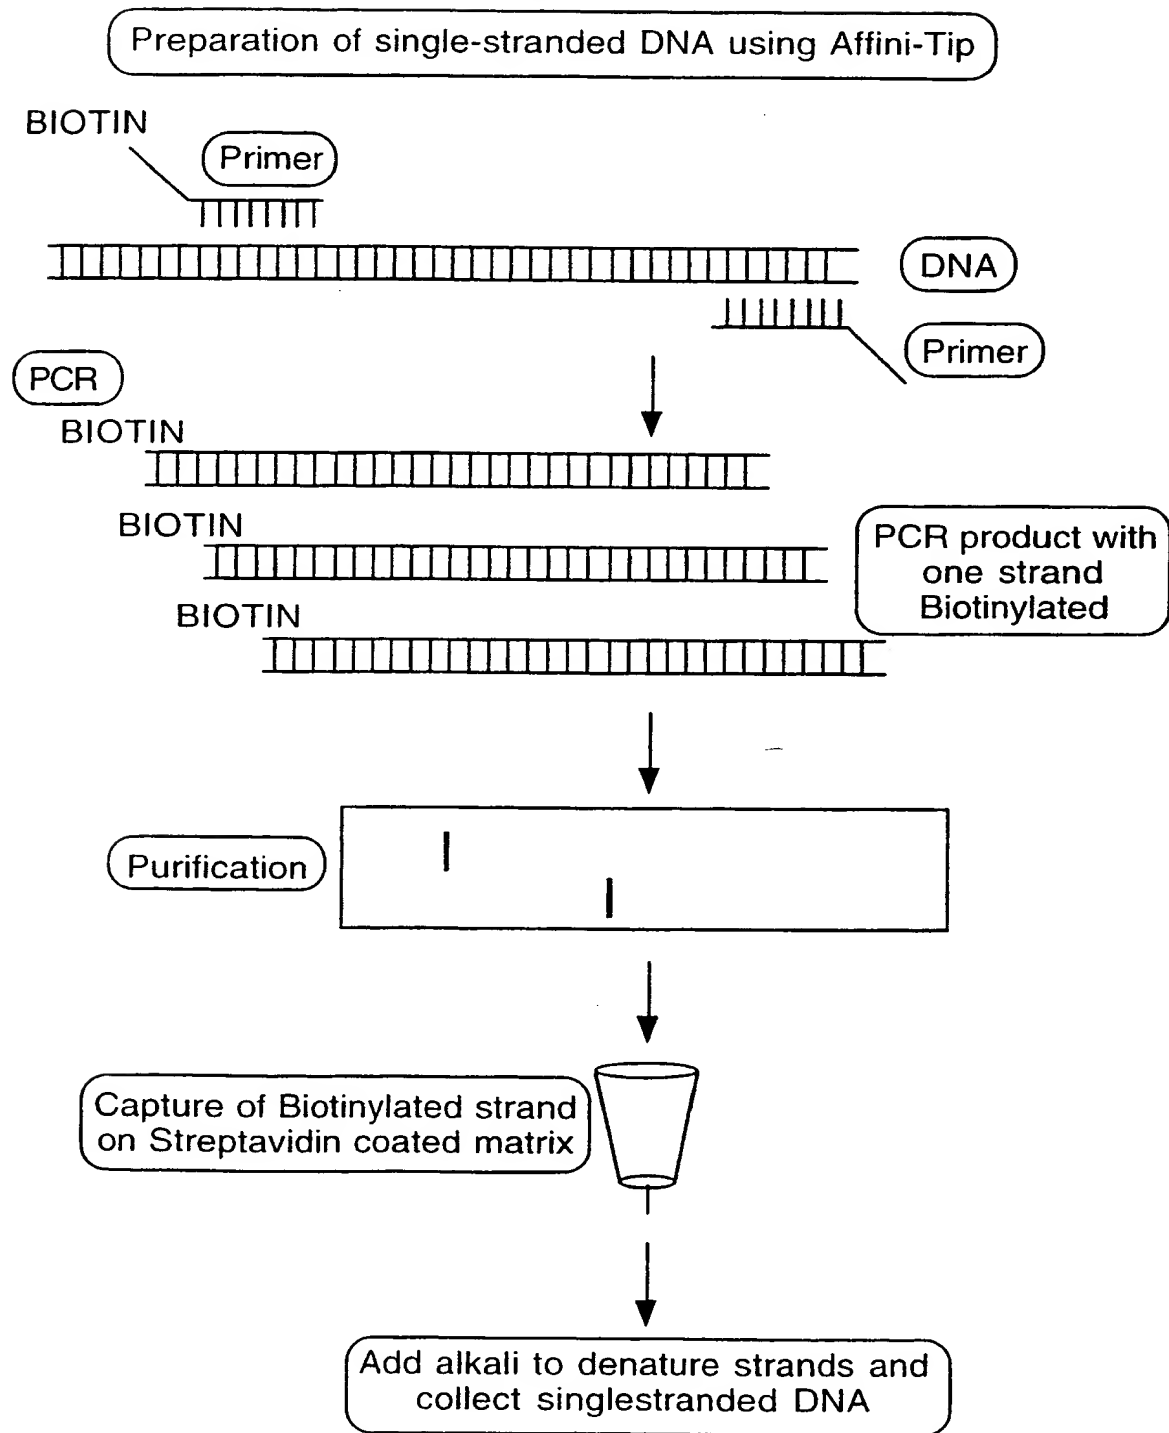 Preparation of single-stranded DNA using Affini-Tip
BIOTIN
Primer
DNA
Primer
PCR
BIOTIN
BIOTIN
BIOTIN
PCR product with
one strand
Biotinylated
Purification
Capture of Biotinylated strand
on Streptavidin coated matrix
Add alkali to denature strands and
collect singlestranded DNA